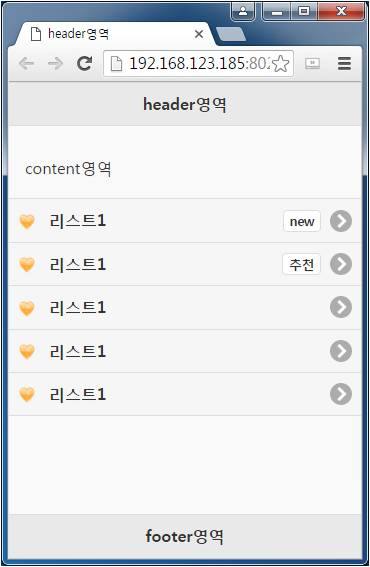 header영역
192.168.123.185:802
header영역
content영역
리스트1
new
리스트1
추천
리스트1
리스트1
리스트1
footer영역